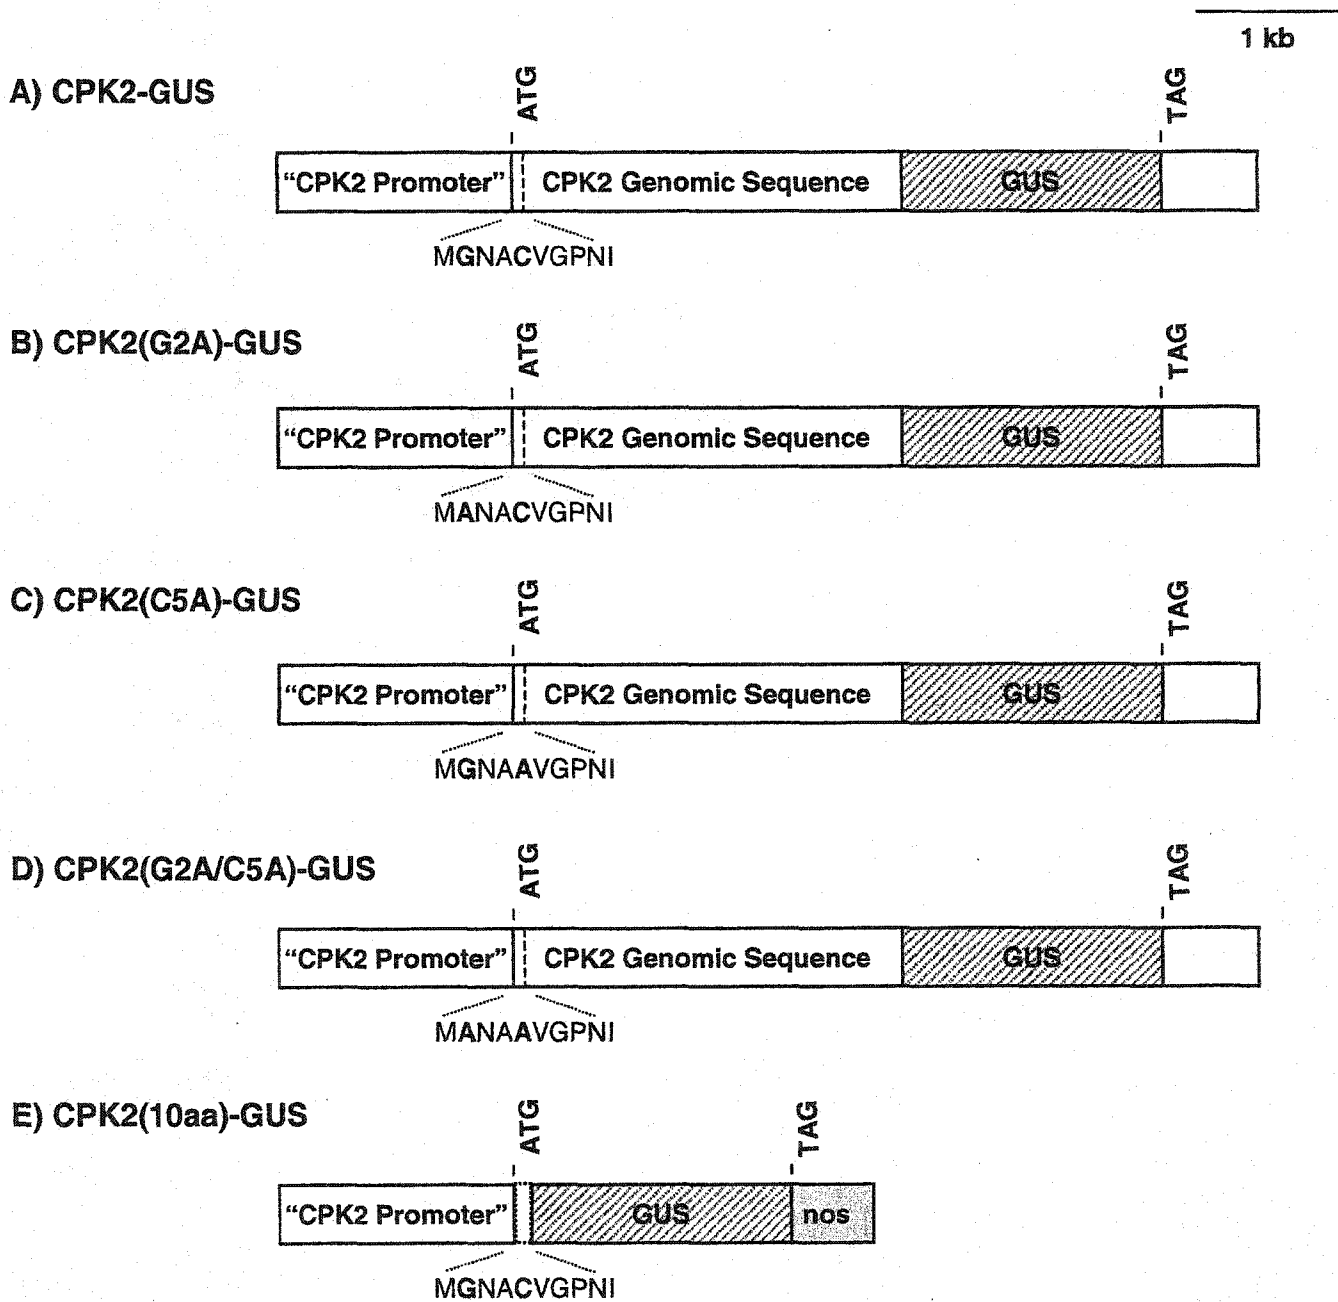 1 kb
A) CPK2-GUS
ATG
TAG
"CPK2 Promoter" CPK2 Genomic Sequence GUS
MGNACVGPNI
B) CPK2(G2A)-GUS
ATG
TAG
"CPK2 Promoter" CPK2 Genomic Sequence GUS
MANACVGPNI
C) CPK2(C5A)-GUS
ATG
TAG
"CPK2 Promoter" CPK2 Genomic Sequence GUS
MGNAAVGPNI
D) CPK2(G2A/C5A)-GUS
ATG
TAG
"CPK2 Promoter" CPK2 Genomic Sequence GUS
MANAAVGPNI
E) CPK2(10aa)-GUS
ATG
TAG
"CPK2 Promoter" GUS nos
MGNACVGPNI